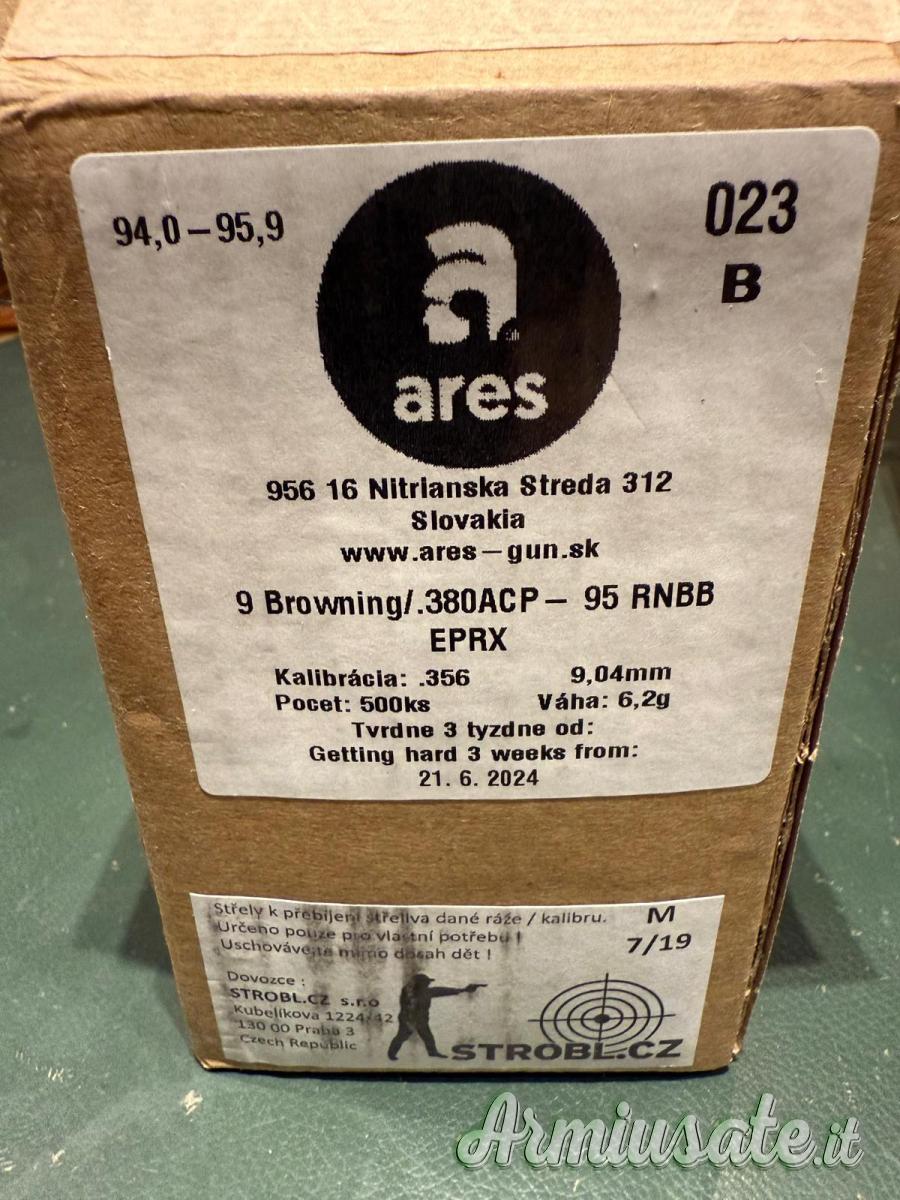 94,0-95,9
023
B
a
ares
956 16 Nitrianska Streda 312
Slovakia
www.ares-gun.sk
9 Browning/.380ACP- 95 RNBB
EPRX
Kalibrácia: .356 9,04mm
Pocet: 500ks Váha: 6,2g
Tvrdne 3 tyzdne od:
Getting hard 3 weeks from:
21. 6. 2024
Střely k přebíjení střeliva dané ráže / kalibru.
Určeno pouze pro vlastní potřebu !
Uschovávejte mimo dosah dětí !
M
7/19
Dovozce :
STROBL.CZ s.r.o
Kubelíkova 1224/42
130 00 Praha 3
Czech Republic
STROBL.CZ
Armiusate.it